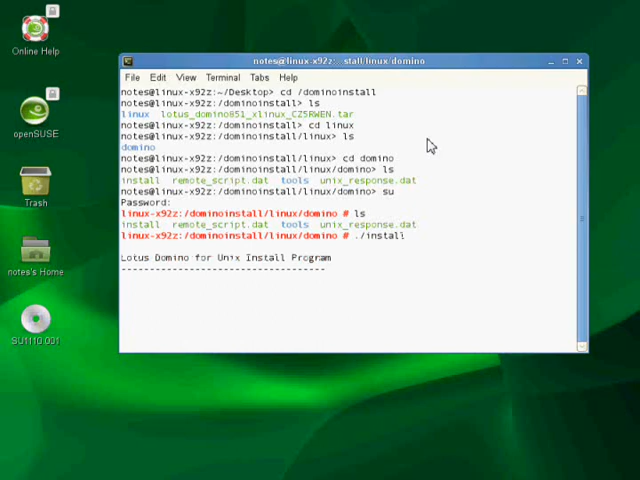 Online Help
openSUSE
Trash
notes's Home
SU1110.001
notes@linux-x92z:...stall/linux/domino
File Edit View Terminal Tabs Help
notes@linux-x92z:~/Desktop> cd /dominoinstall
notes@linux-x92z:/dominoinstall> ls
linux lotus_domino851_xlinux_CZ5RWEN.tar
notes@linux-x92z:/dominoinstall> cd linux
notes@linux-x92z:/dominoinstall/linux> ls
domino
notes@linux-x92z:/dominoinstall/linux> cd domino
notes@linux-x92z:/dominoinstall/linux/domino> ls
install remote_script.dat tools unix_response.dat
notes@linux-x92z:/dominoinstall/linux/domino> su
Password:
linux-x92z:/dominoinstall/linux/domino # ls
install remote_script.dat tools unix_response.dat
linux-x92z:/dominoinstall/linux/domino # ./install
Lotus Domino for Unix Install Program
-------------------------------------